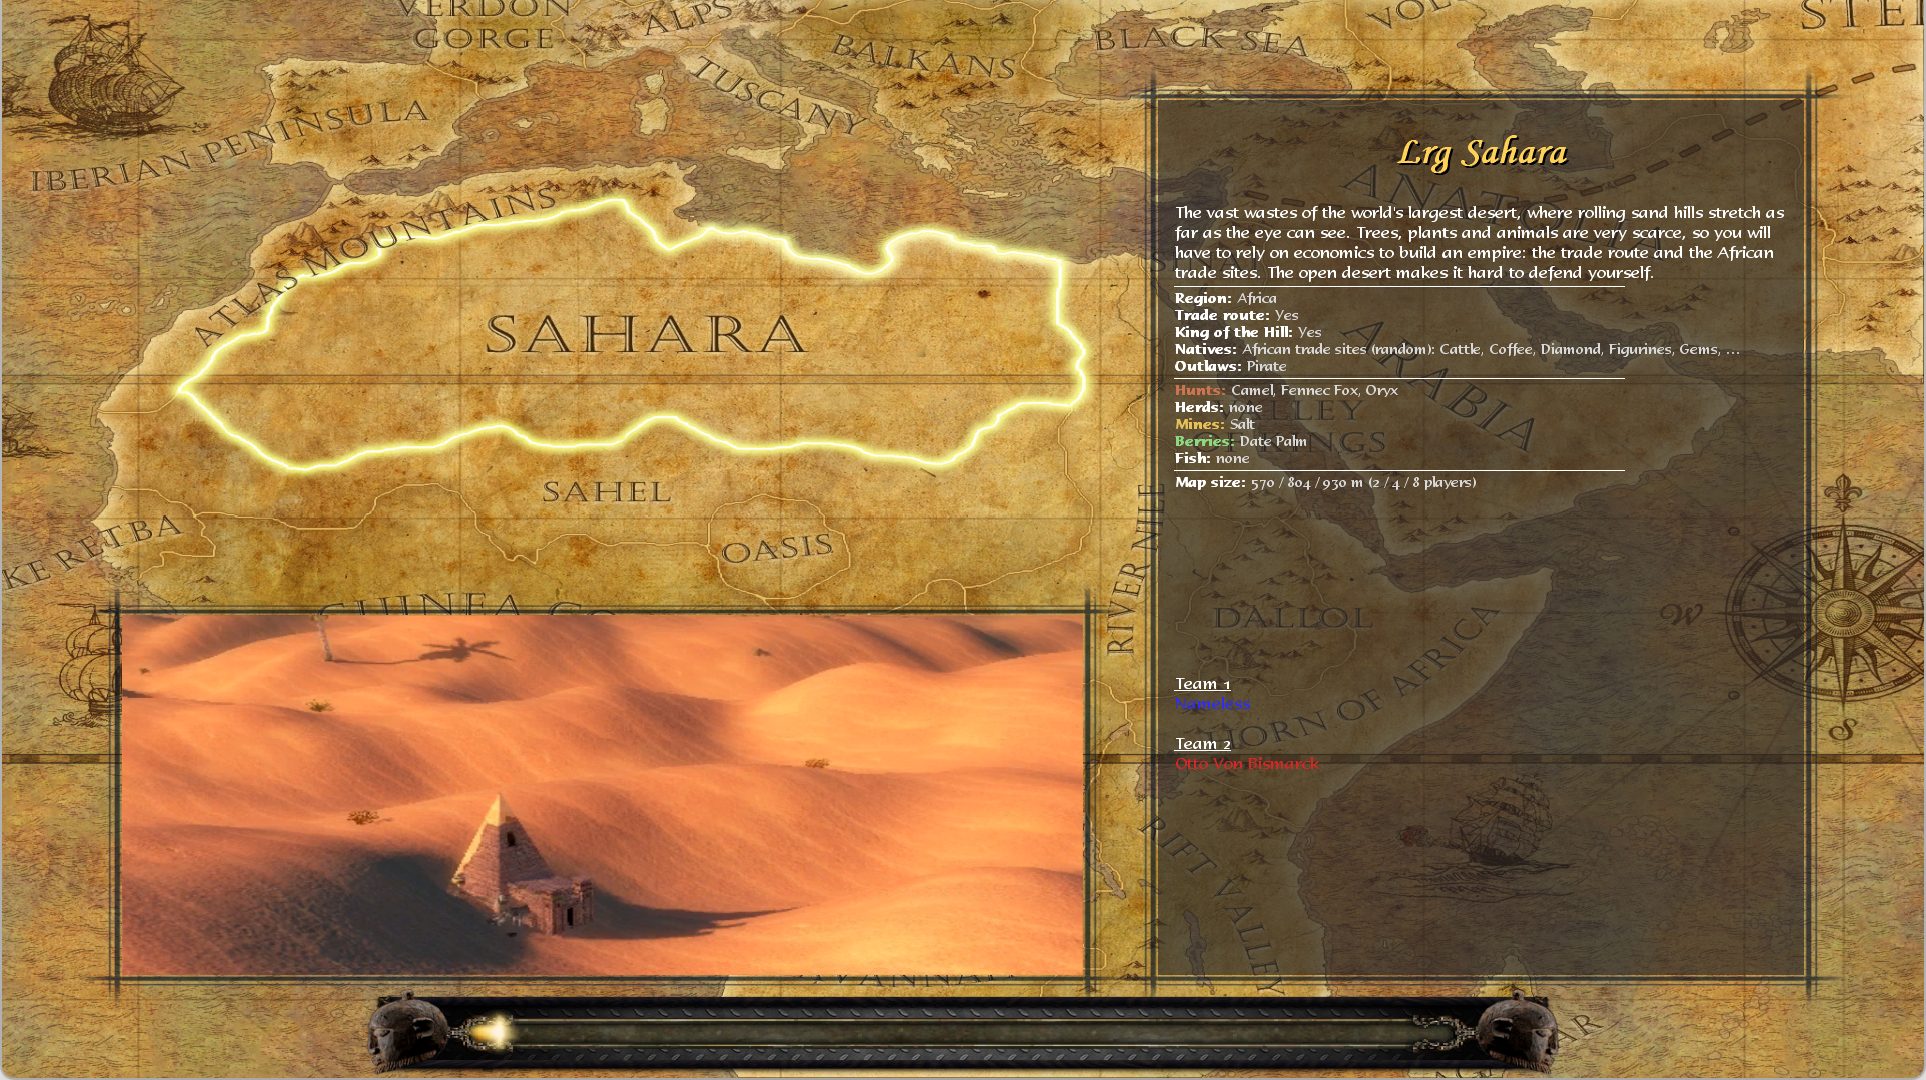 VERDON
GORGE
ALPS
BALKANS
BLACK SEA
TUSCANY
IBERIAN PENINSULA
ATLAS MOUNTAINS
SAHARA
SAHEL
OASIS
RIVER NILE
ANATOLIA
ARABIA
VALLEY
DALLOL
HORN OF AFRICA
RIFT VALLEY
W
S
Lrg Sahara
The vast wastes of the world's largest desert, where rolling sand hills stretch as
far as the eye can see. Trees, plants and animals are very scarce, so you will
have to rely on economics to build an empire: the trade route and the African
trade sites. The open desert makes it hard to defend yourself.
Region: Africa
Trade route: Yes
King of the Hill: Yes
Natives: African trade sites (random): Cattle, Coffee, Diamond, Figurines, Gems, ...
Outlaws: Pirate
Hunts: Camel, Fennec Fox, Oryx
Herds: none
Mines: Salt
Berries: Date Palm
Fish: none
Map size: 570 / 804 / 930 m (2 / 4 / 8 players)
Team 1
Nameless
Team 2
Otto Von Bismarck